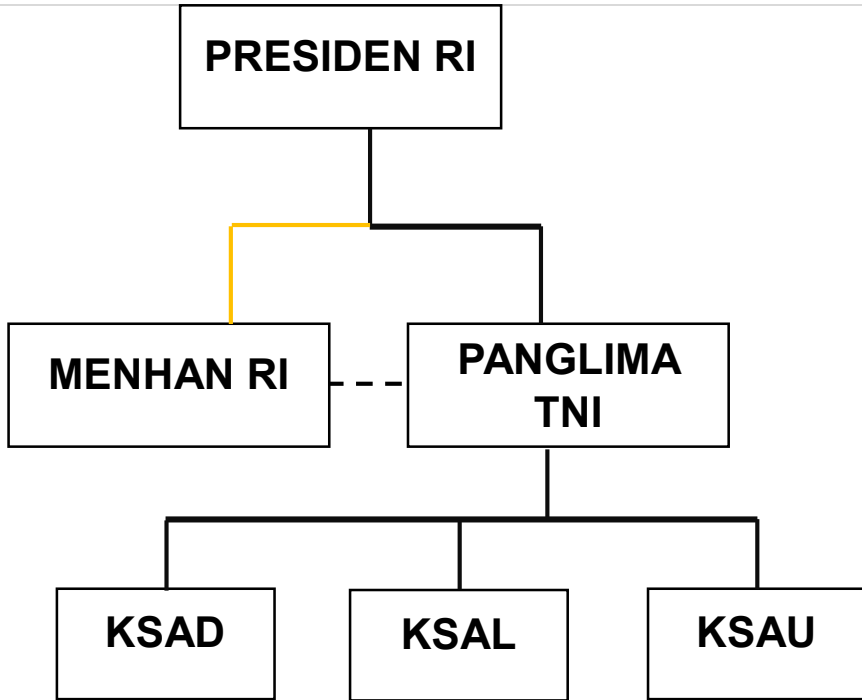 PRESIDEN RI
MENHAN RI
PANGLIMA
TNI
KSAD
KSAL
KSAU